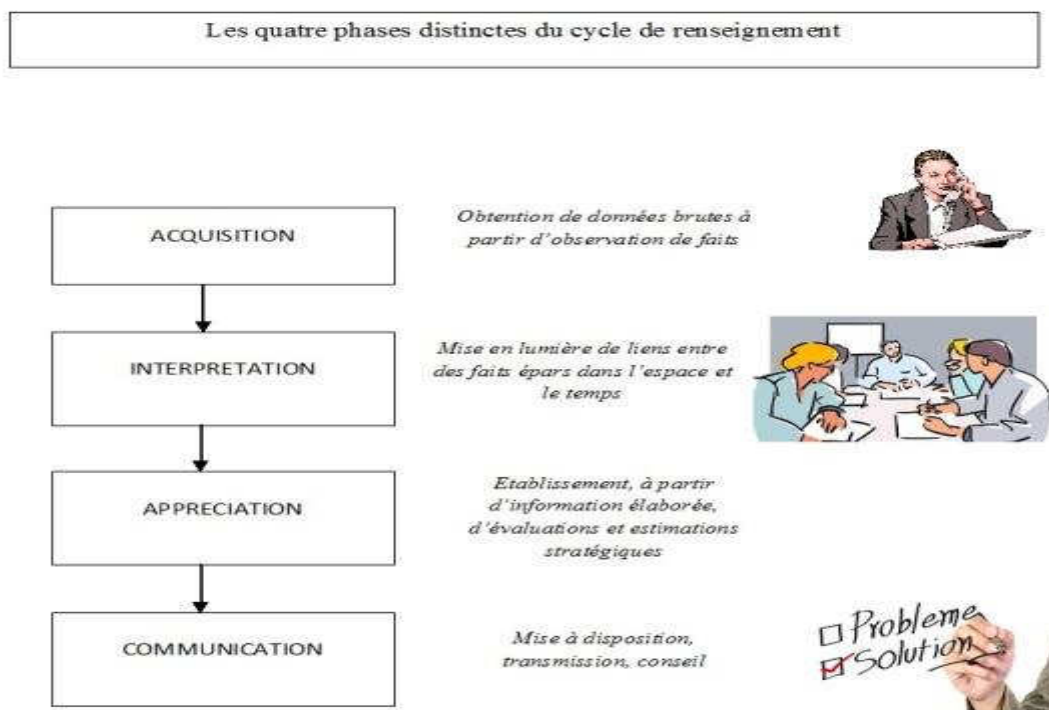 Les quatre phases distinctes du cycle de renseignement
ACQUISITION
Obtention de données brutes à
partir d'observation de faits
INTERPRETATION
Mise en lumière de liens entre
des faits épars dans l'espace et
le temps
APPRECIATION
Etablissement, à partir
d'information élaborée,
d'évaluations et estimations
stratégiques
COMMUNICATION
Mise à disposition,
transmission, conseil
Probleme
Solution